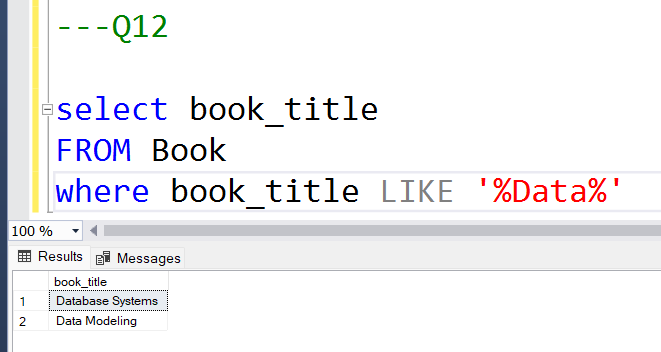 ---Q12
select book_title
FROM Book
where book_title LIKE '%Data%'
100 %
Results Messages
book_title
1 Database Systems
2 Data Modeling